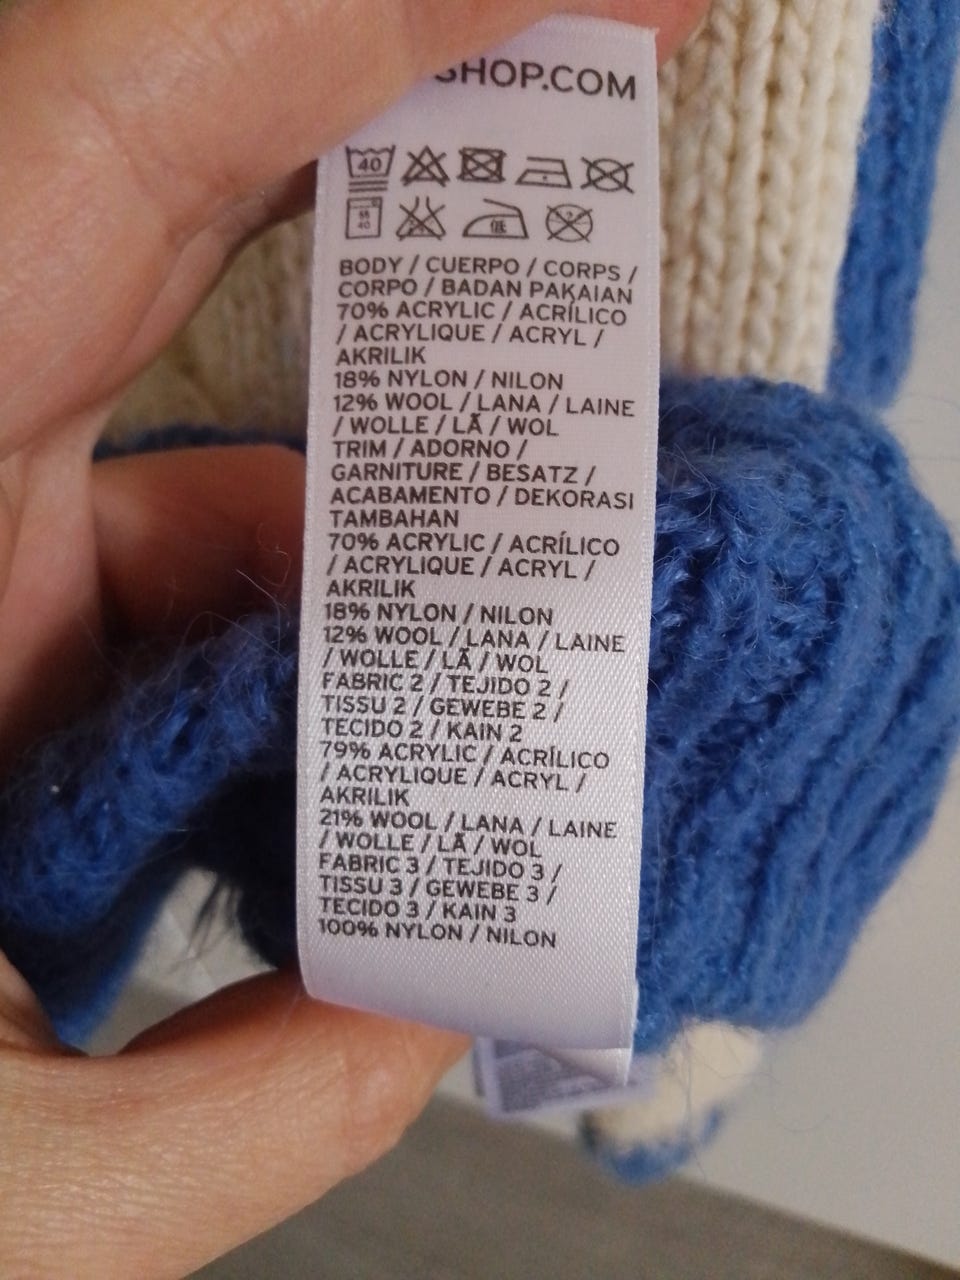 SHOP.COM
40
弱
40
低
BODY / CUERPO / CORPS /
CORPO / BADAN PAKAIAN
70% ACRYLIC / ACRÍLICO
/ ACRYLIQUE / ACRYL /
AKRILIK
18% NYLON / NILON
12% WOOL / LANA / LAINE
/ WOLLE / LÃ / WOL
TRIM / ADORNO /
GARNITURE / BESATZ /
ACABAMENTO / DEKORASI
TAMBAHAN
70% ACRYLIC / ACRÍLICO
/ ACRYLIQUE / ACRYL /
AKRILIK
18% NYLON / NILON
12% WOOL / LANA / LAINE
/ WOLLE / LÃ / WOL
FABRIC 2 / TEJIDO 2 /
TISSU 2 / GEWEBE 2 /
TECIDO 2 / KAIN 2
79% ACRYLIC / ACRÍLICO
/ ACRYLIQUE / ACRYL /
AKRILIK
21% WOOL / LANA / LAINE
/ WOLLE / LÃ / WOL
FABRIC 3 / TEJIDO 3 /
TISSU 3 / GEWEBE 3 /
TECIDO 3 / KAIN 3
100% NYLON / NILON